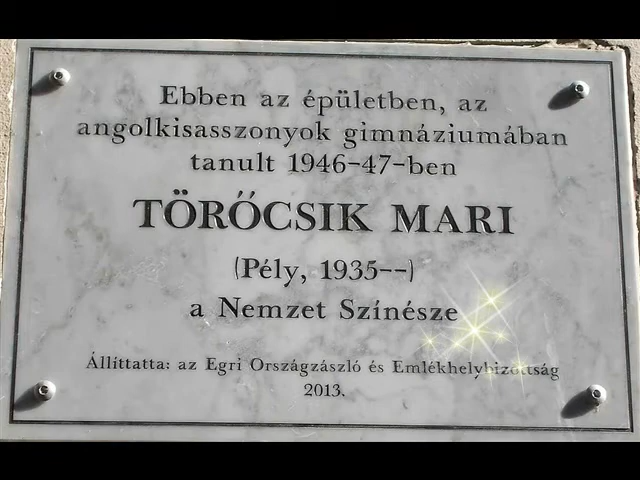 Ebben az épületben, az
angolkisasszonyok gimnáziumában
tanult 1946-47-ben
TÖRŐCSIK MARI
(Pély, 1935--)
a Nemzet Színésze
Állíttatta: az Egri Országzászló és Emlékhelybizottság
2013.